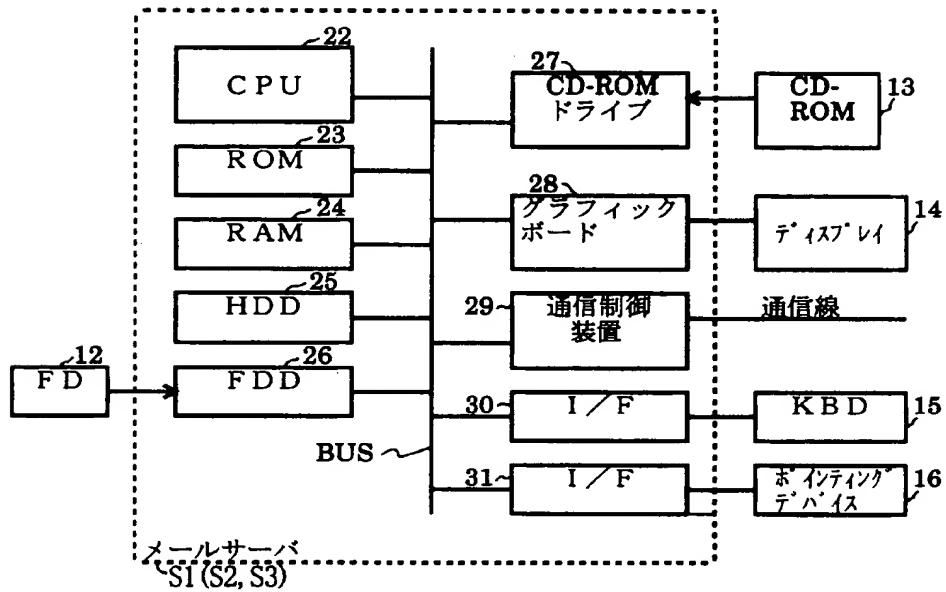 22
CPU
23
ROM
24
RAM
25
HDD
12
FD
26
FDD
BUS
27
CD-ROM
ドライブ
CD-
ROM
13
28
グラフィック
ボード
ディスプレイ
14
29
通信制御
装置
通信線
30
I／F
KBD
15
31
I／F
ポインティング
デバイス
16
メールサーバ
S1(S2, S3)